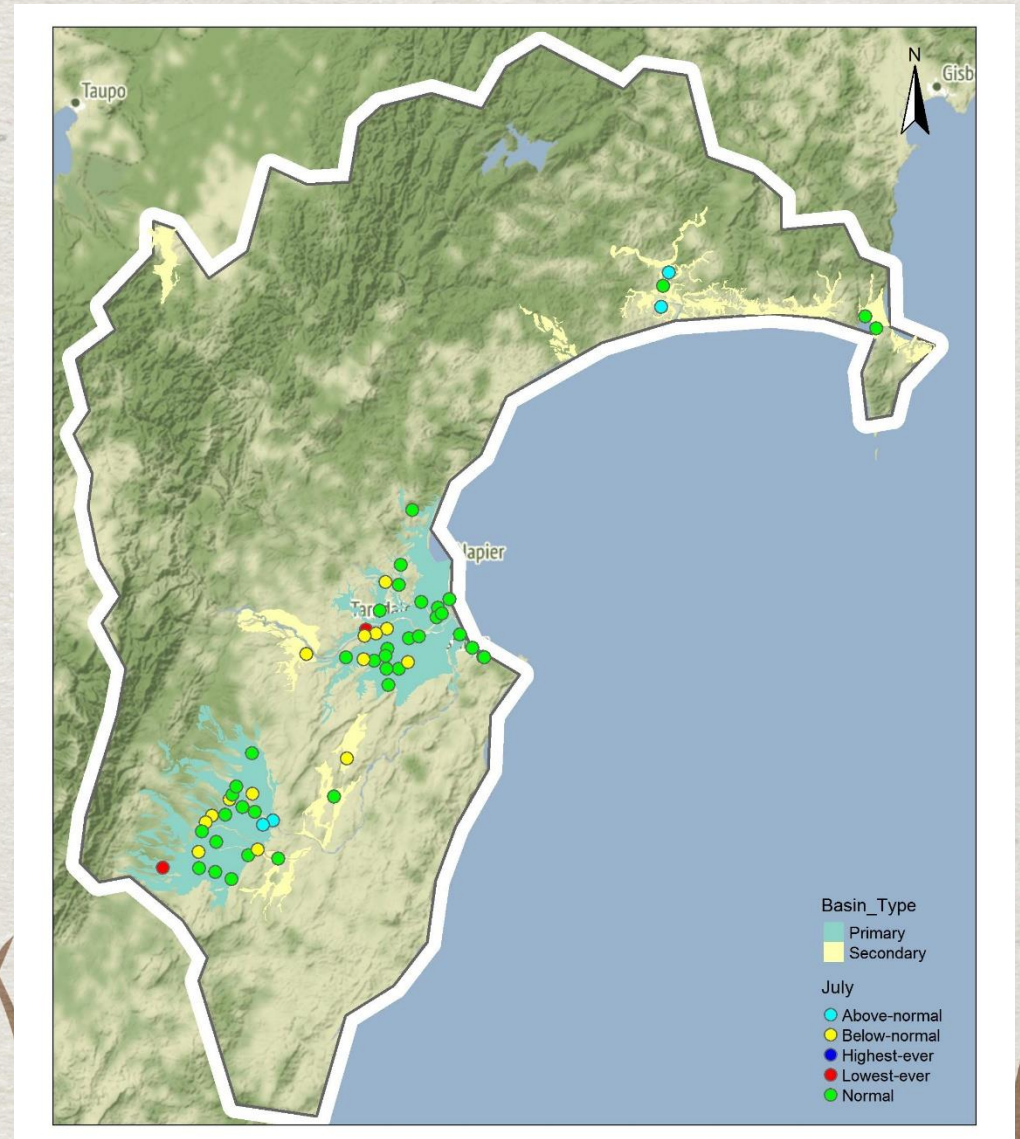 N
Gisb
Taupo
Napier
Basin_Type
Primary
Secondary
July
Above-normal
Below-normal
Highest-ever
Lowest-ever
Normal